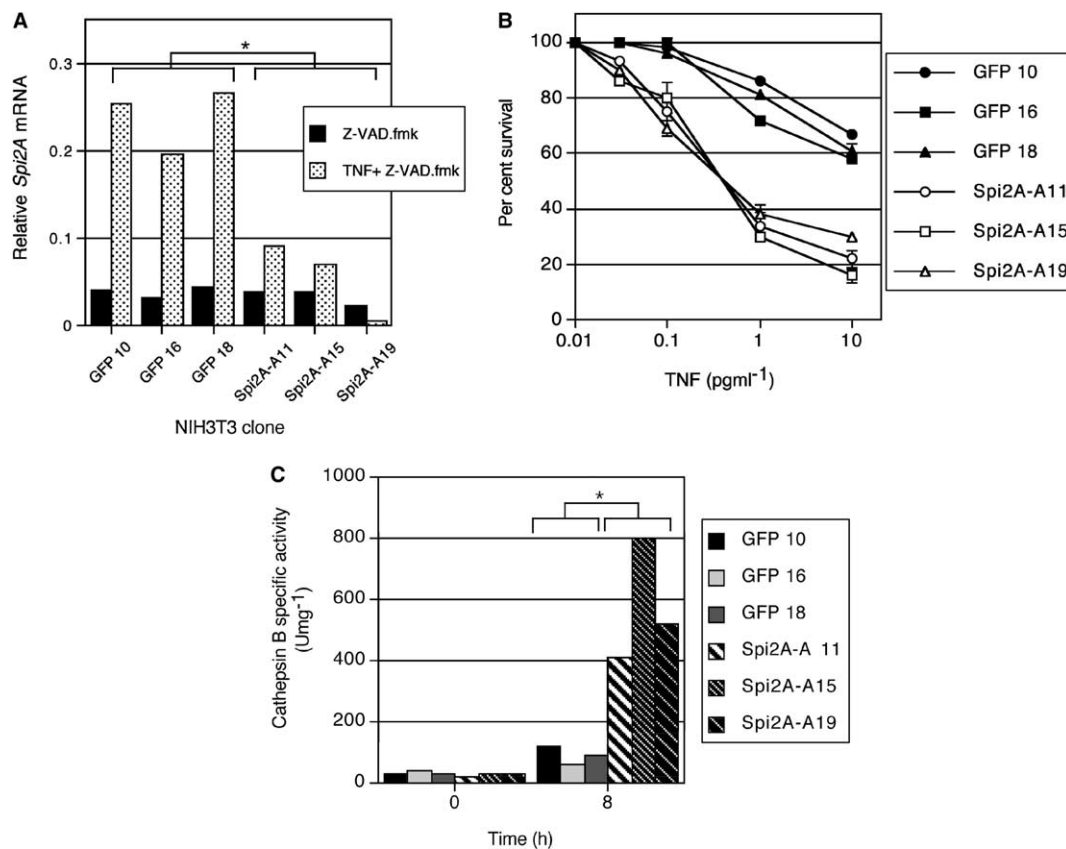 A
Relative Spi2A mRNA
0.3
0.2
0.1
0
*
Z-VAD.fmk
TNF+ Z-VAD.fmk
GFP 10
GFP 16
GFP 18
Spi2A-A11
Spi2A-A15
Spi2A-A19
NIH3T3 clone
B
Per cent survival
100
80
60
40
20
0
0.01
0.1
1
10
TNF (pgml-1)
GFP 10
GFP 16
GFP 18
Spi2A-A11
Spi2A-A15
Spi2A-A19
C
Cathepsin B specific activity
(Umg-1)
1000
800
600
400
200
0
*
0
8
Time (h)
GFP 10
GFP 16
GFP 18
Spi2A-A 11
Spi2A-A15
Spi2A-A19